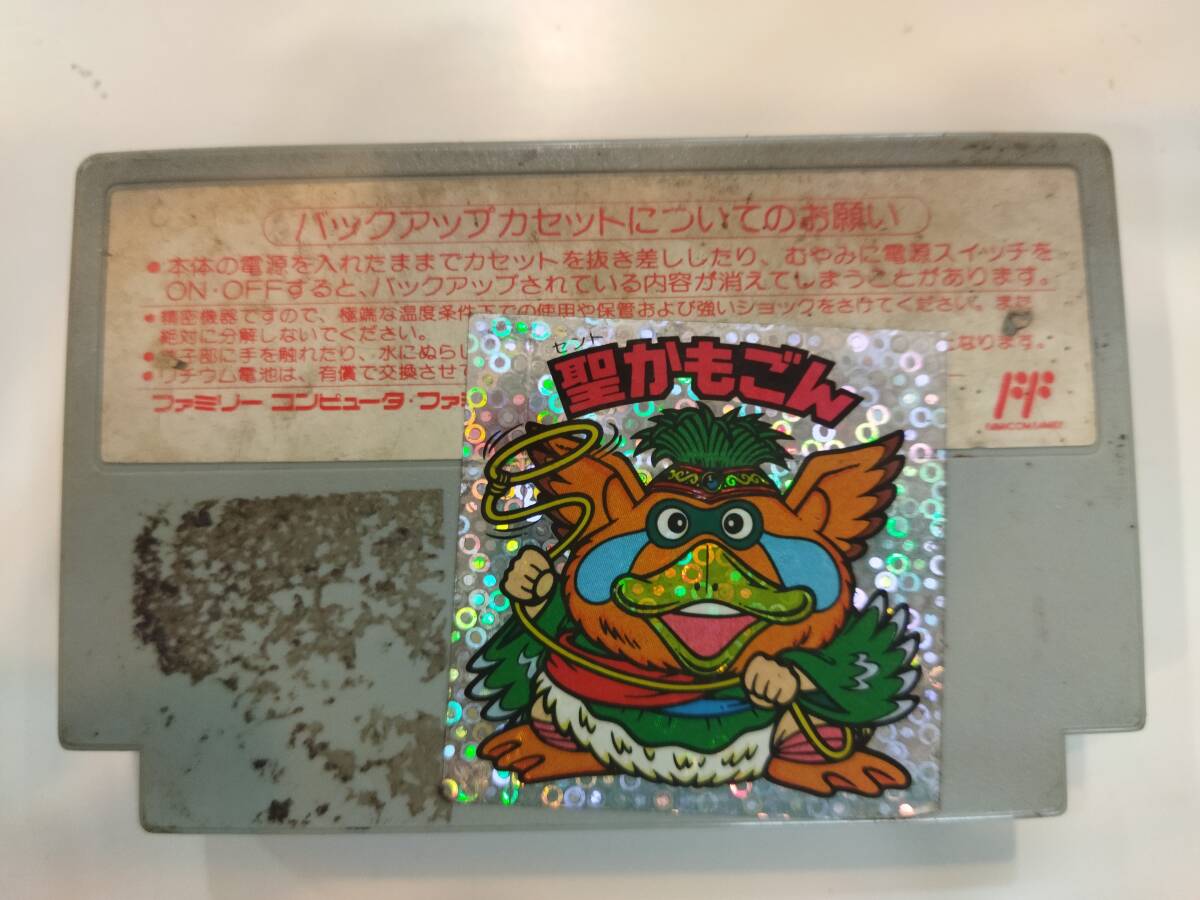 バックアップカセットについてのお願い
•本体の電源を入れたままでカセットを抜き差ししたり、むやみに電源スイッチを
ON・OFFすると、バックアップされている内容が消えてしまうことがあります。
•精密機器ですので、極端な温度条件下での使用や保管および強いショックをさけてください。また
絶対に分解しないでください。
子部に手を触れたり、水にぬら
なります。
•リチウム電池は、有償で交換させて
ファミリーコンピュータ・ファミ
FAMICOM FAMILY
セント
聖かもごん